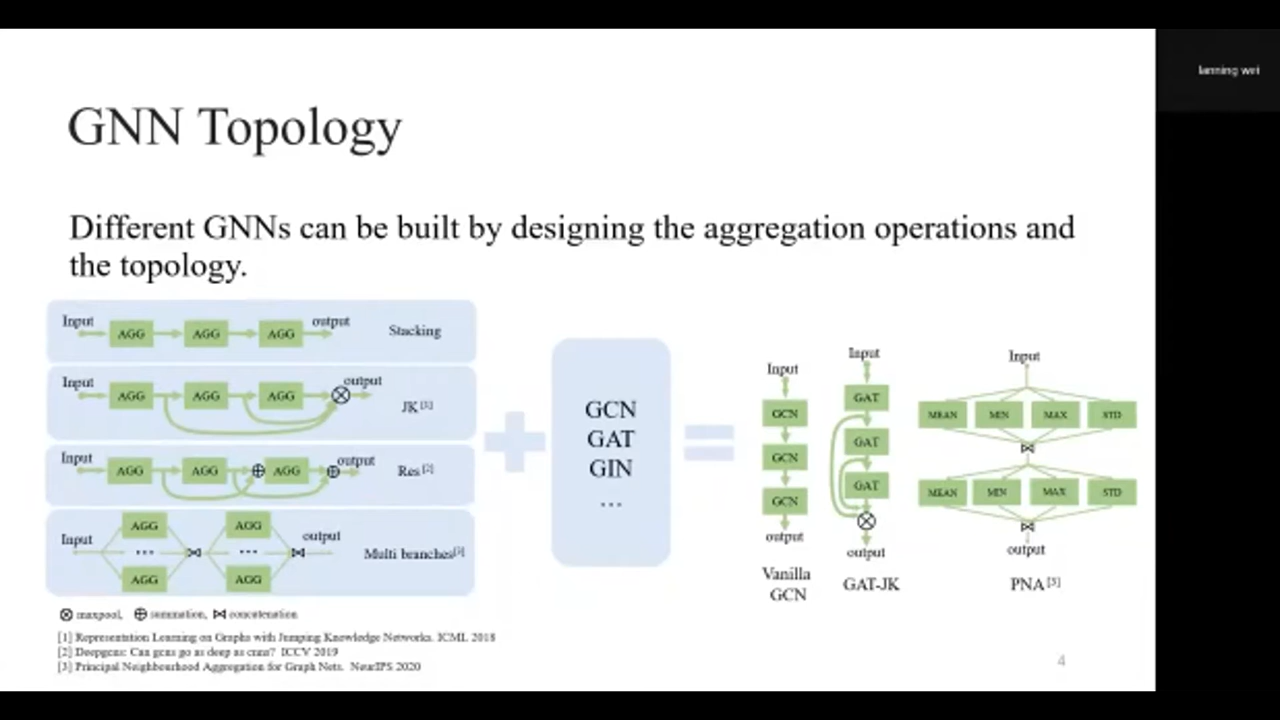 lanning wei
GNN Topology
Different GNNs can be built by designing the aggregation operations and
the topology.
Input AGG AGG AGG output Stacking
Input AGG AGG AGG output JK[1]
Input AGG AGG AGG output Res[2]
Input AGG AGG output Multi branches[3]
AGG AGG
GCN
GAT
GIN
...
Input
GCN
GCN
GCN
output
Vanilla
GCN
Input
GAT
GAT
GAT
output
GAT-JK
Input
MEAN MIN MAX STD
MEAN MIN MAX STD
output
PNA[3]
⊗ maxpool, ⊕ summation, ⋈ concatenation
[1] Representation Learning on Graphs with Jumping Knowledge Networks. ICML 2018
[2] Deepgcns: Can gcns go as deep as cnns? ICCV 2019
[3] Principal Neighbourhood Aggregation for Graph Nets. NeurIPS 2020
4